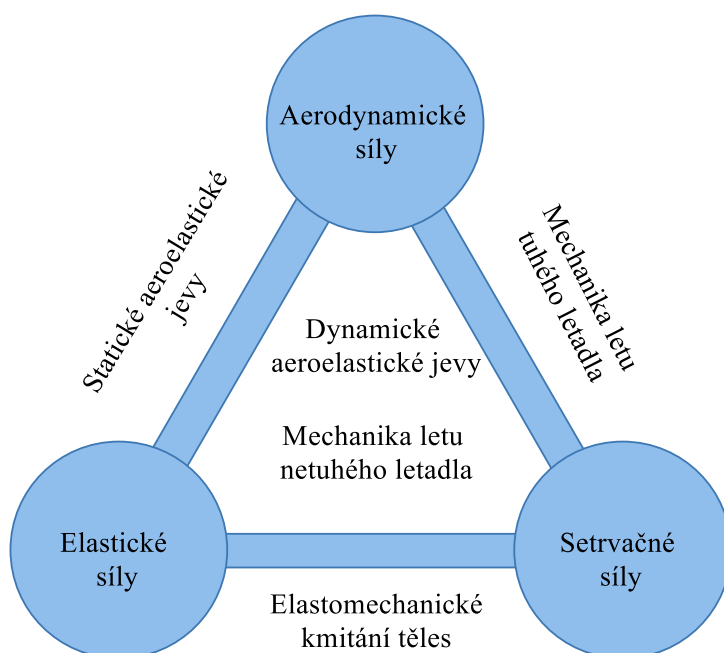 Aerodynamické
síly
Statické aeroelastické
jevy
Mechanika letu
tuhého letadla
Dynamické
aeroelastické jevy
Mechanika letu
netuhého letadla
Elastické
síly
Setrvačné
síly
Elastomechanické
kmitání těles